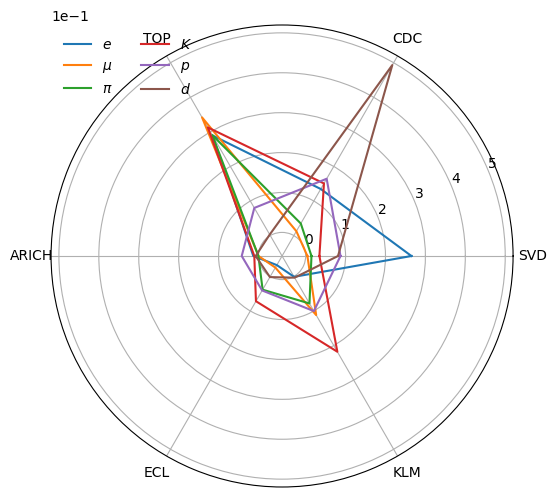 1e−1
e K
μ p
π d
TOP CDC
5
4
3
2
1
0
ARICH SVD
ECL KLM